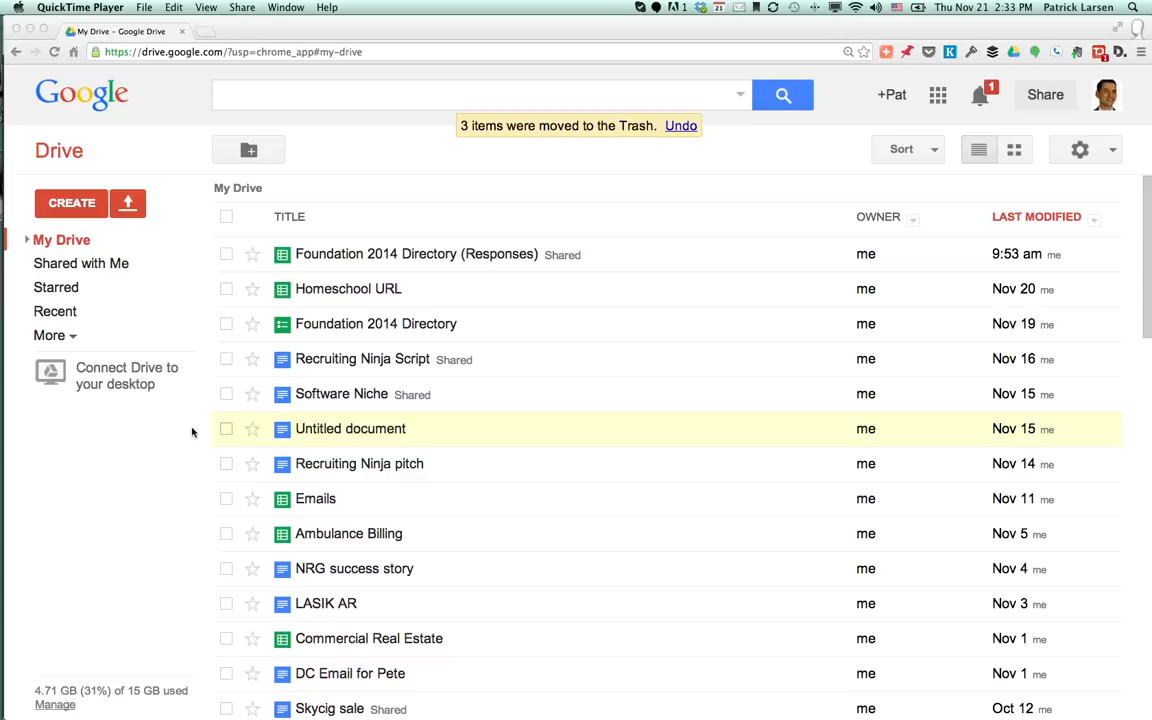 QuickTime Player File Edit View Share Window Help 1 21 Thu Nov 21 2:33 PM Patrick Larsen
My Drive – Google Drive
https://drive.google.com/?usp=chrome_app#my-drive
Google +Pat 1 Share
3 items were moved to the Trash. Undo
Drive Sort
My Drive
CREATE TITLE OWNER LAST MODIFIED
My Drive
Shared with Me
Starred
Recent
More
Connect Drive to
your desktop
Foundation 2014 Directory (Responses) Shared me 9:53 am me
Homeschool URL me Nov 20 me
Foundation 2014 Directory me Nov 19 me
Recruiting Ninja Script Shared me Nov 16 me
Software Niche Shared me Nov 15 me
Untitled document me Nov 15 me
Recruiting Ninja pitch me Nov 14 me
Emails me Nov 11 me
Ambulance Billing me Nov 5 me
NRG success story me Nov 4 me
LASIK AR me Nov 3 me
Commercial Real Estate me Nov 1 me
DC Email for Pete me Nov 1 me
Skycig sale Shared me Oct 12 me
4.71 GB (31%) of 15 GB used
Manage